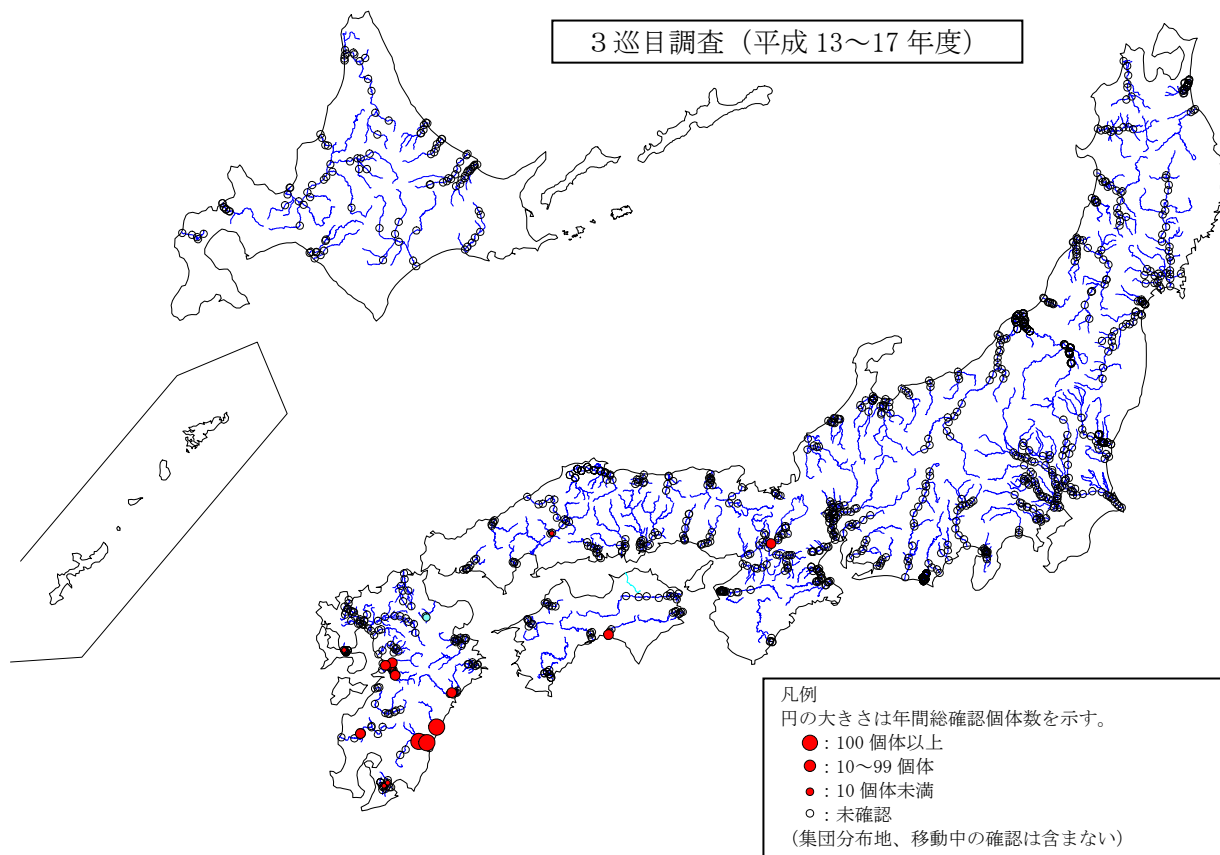 ３巡目調査（平成 13～17 年度）
凡例
円の大きさは年間総確認個体数を示す。
：100 個体以上
：10～99 個体
：10 個体未満
：未確認
（集団分布地、移動中の確認は含まない）